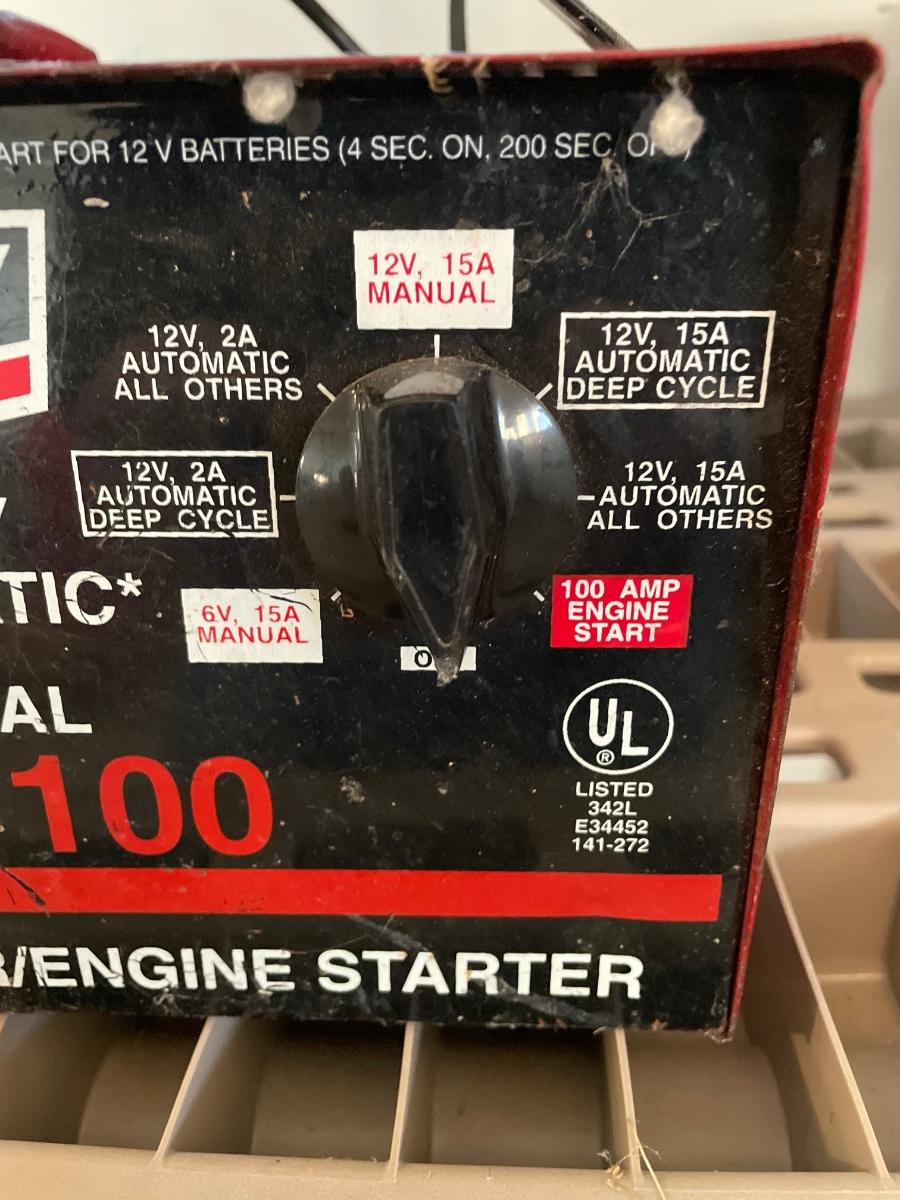 ART FOR 12 V BATTERIES (4 SEC. ON, 200 SEC.
12V, 15A
MANUAL
12V, 2A
AUTOMATIC
ALL OTHERS
12V, 15A
AUTOMATIC
DEEP CYCLE
12V, 2A
AUTOMATIC
DEEP CYCLE
12V, 15A
AUTOMATIC
ALL OTHERS
TIC*
6V, 15A
MANUAL
100 AMP
ENGINE
START
AL
100
UL
®
LISTED
342L
E34452
141-272
R/ENGINE STARTER